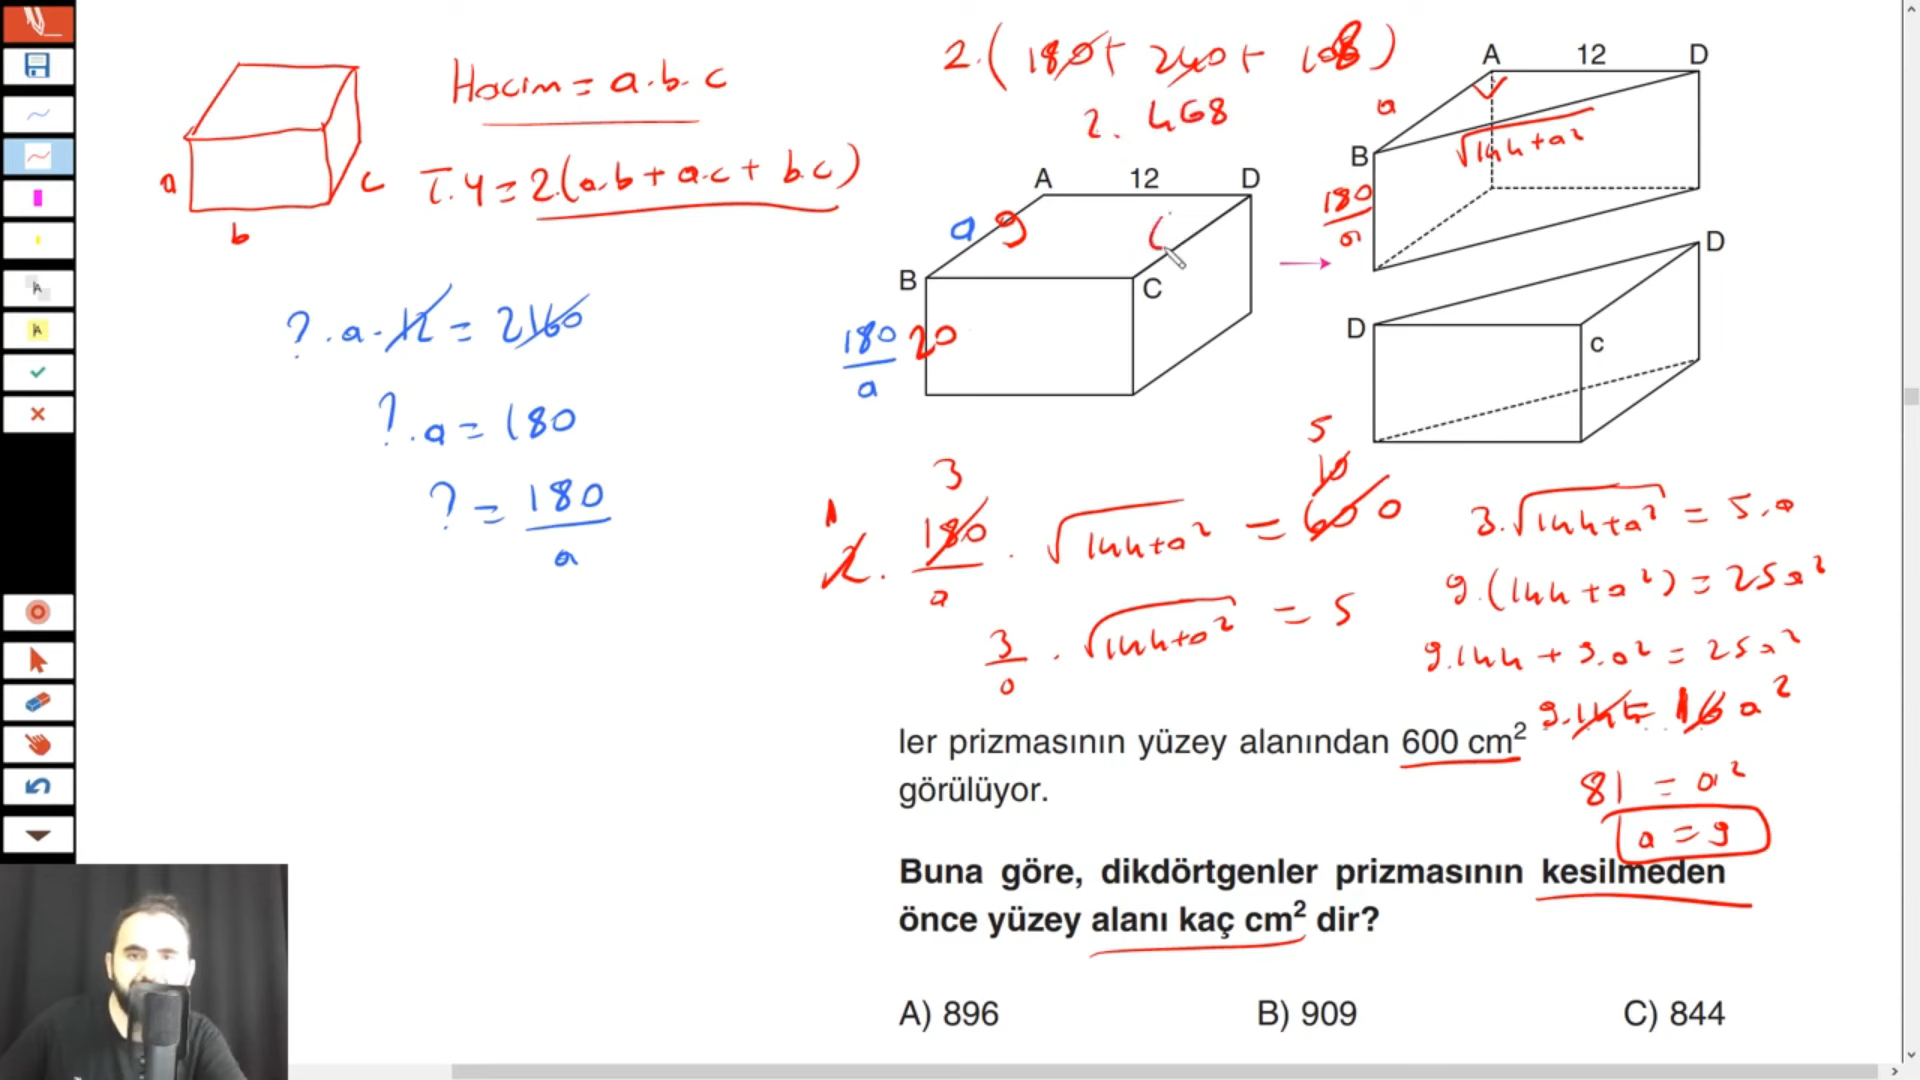 Hacim = a.b.c
T.Y = 2(a.b + a.c + b.c)
a
b
c
?.a.12 = 2160
?.a = 180
? = 180/a
2.(180 + 240 + 108)
2. 468
A 12 D
a 9
B
C
180/a 20
A 12 D
a
B
√144+a²
180/a
D
D
c
2. 180/a . √144+a² = 6000
1 3 10 5
3/a . √144+a² = 5
3.√144+a² = 5.a
9.(144+a²) = 25a²
9.144 + 9.a² = 25a²
9.144 = 16a²
81 = a²
a = 9
ler prizmasının yüzey alanından 600 cm²
görülüyor.
Buna göre, dikdörtgenler prizmasının kesilmeden
önce yüzey alanı kaç cm² dir?
A) 896 B) 909 C) 844